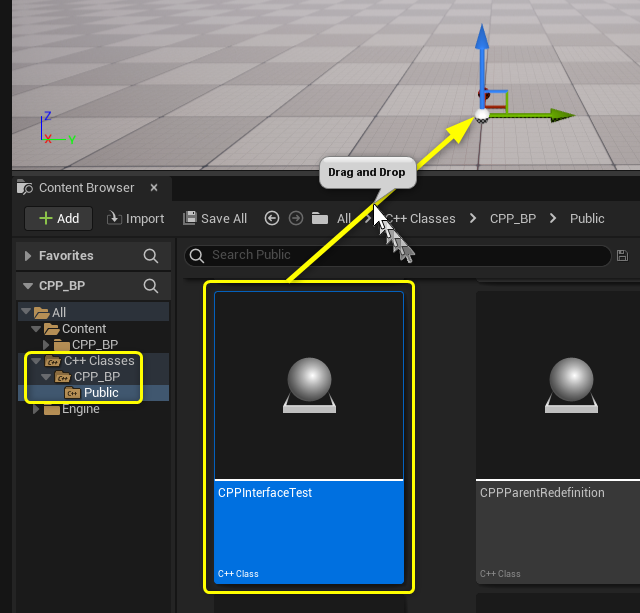 Z
X
Y
Drag and Drop
Content Browser
Add
Import
Save All
All
C++ Classes
CPP_BP
Public
Favorites
Search Public
CPP_BP
All
Content
CPP_BP
C++ Classes
CPP_BP
Public
Engine
CPPInterfaceTest
C++ Class
CPPParentRedefinition
C++ Class